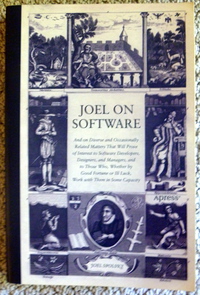 JOEL ON
SOFTWARE
And on Diverse and Occasionally
Related Matters That Will Prove
of Interest to Software Developers,
Designers, and Managers, and
to Those Who, Whether by
Good Fortune or Ill Luck,
Work with Them in Some Capacity
Apress
JOEL SPOLSKY